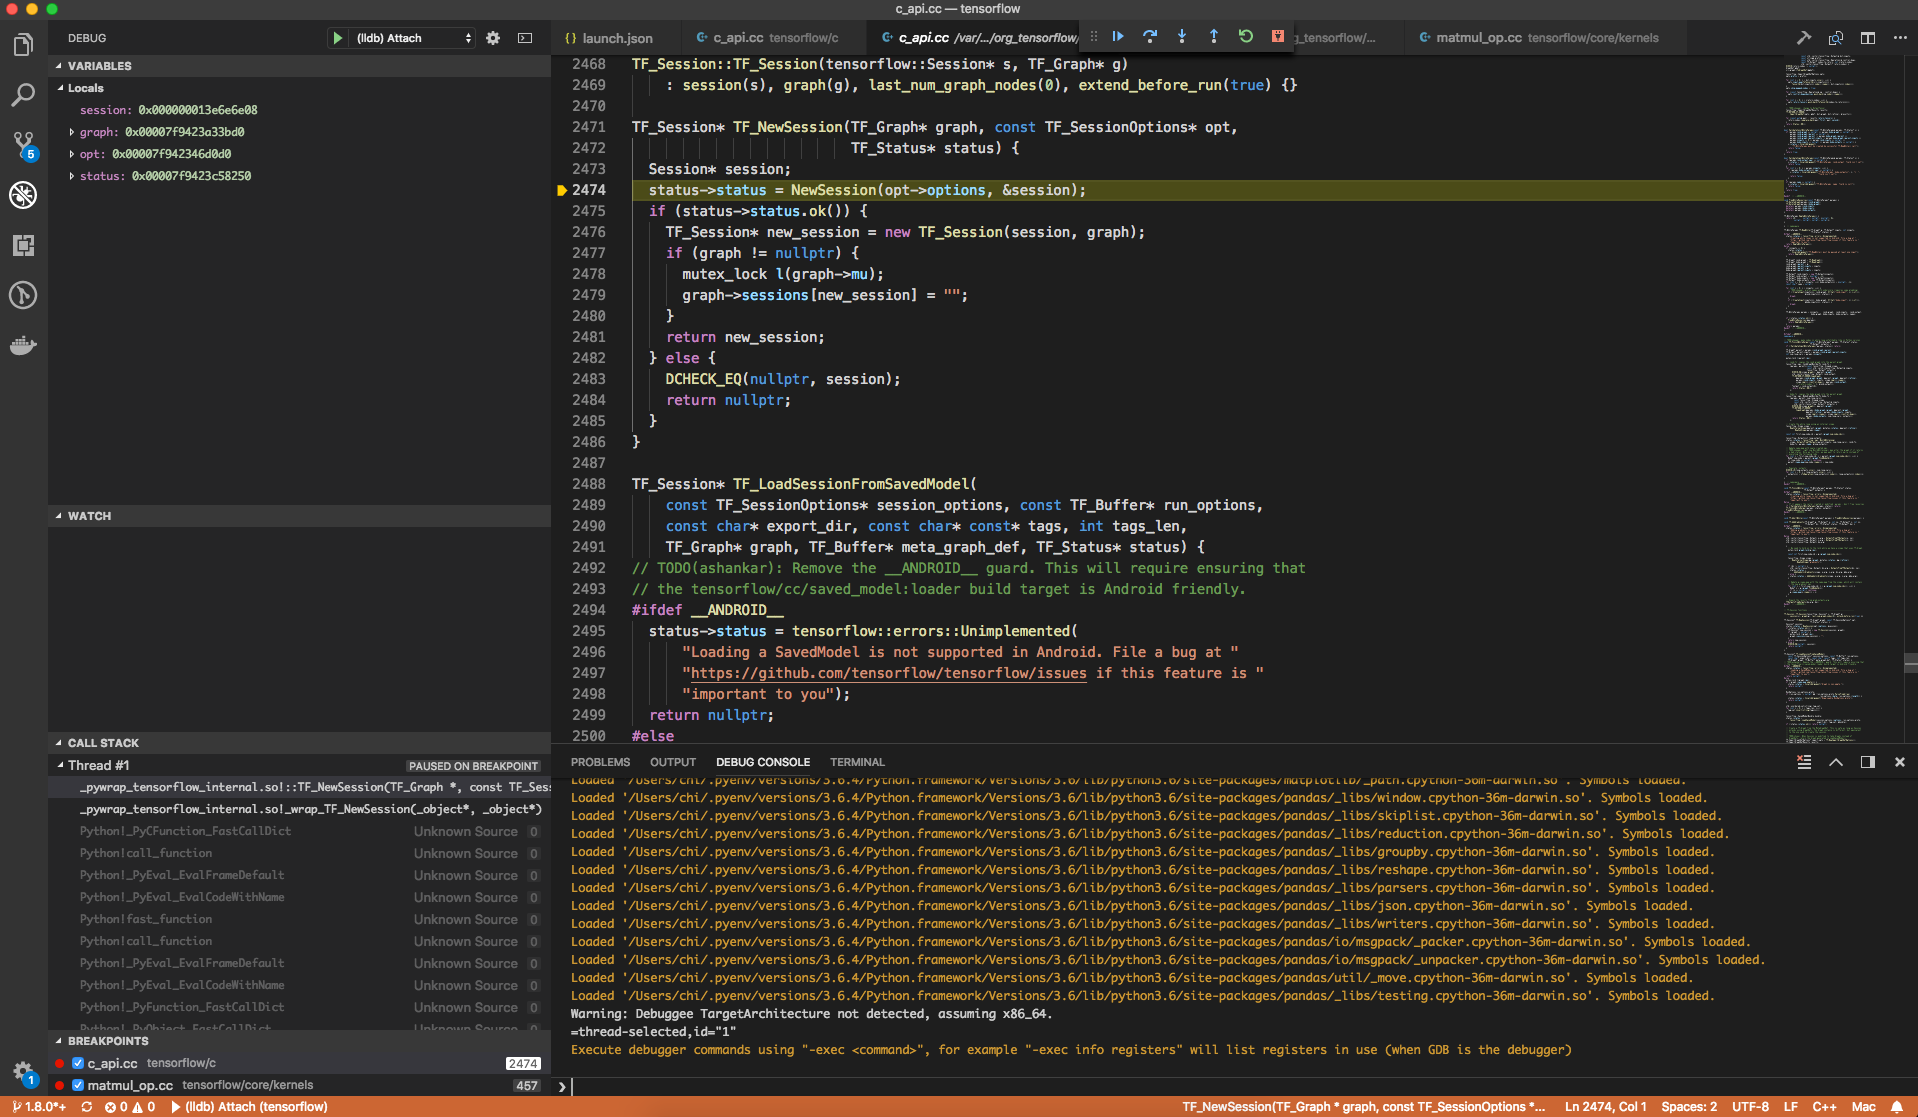 c_api.cc — tensorflow
DEBUG
(lldb) Attach
{} launch.json
c_api.cc tensorflow/c
c_api.cc /var/.../org_tensorflow/
g_tensorflow/...
matmul_op.cc tensorflow/core/kernels
VARIABLES
Locals
session: 0x000000013e6e6e08
graph: 0x00007f9423a33bd0
opt: 0x00007f942346d0d0
status: 0x00007f9423c58250
WATCH
CALL STACK
Thread #1 PAUSED ON BREAKPOINT
_pywrap_tensorflow_internal.so!::TF_NewSession(TF_Graph *, const TF_Ses
_pywrap_tensorflow_internal.so!_wrap_TF_NewSession(_object*, _object*)
Python!_PyCFunction_FastCallDict Unknown Source 0
Python!call_function Unknown Source 0
Python!_PyEval_EvalFrameDefault Unknown Source 0
Python!_PyEval_EvalCodeWithName Unknown Source 0
Python!fast_function Unknown Source 0
Python!call_function Unknown Source 0
Python!_PyEval_EvalFrameDefault Unknown Source 0
Python!_PyEval_EvalCodeWithName Unknown Source 0
Python!_PyFunction_FastCallDict Unknown Source 0
Python!_PyObject_FastCallDict Unknown Source 0
BREAKPOINTS
c_api.cc tensorflow/c 2474
matmul_op.cc tensorflow/core/kernels 457
2468 TF_Session::TF_Session(tensorflow::Session* s, TF_Graph* g)
2469 : session(s), graph(g), last_num_graph_nodes(0), extend_before_run(true) {}
2470
2471 TF_Session* TF_NewSession(TF_Graph* graph, const TF_SessionOptions* opt,
2472 TF_Status* status) {
2473 Session* session;
2474 status->status = NewSession(opt->options, &session);
2475 if (status->status.ok()) {
2476 TF_Session* new_session = new TF_Session(session, graph);
2477 if (graph != nullptr) {
2478 mutex_lock l(graph->mu);
2479 graph->sessions[new_session] = "";
2480 }
2481 return new_session;
2482 } else {
2483 DCHECK_EQ(nullptr, session);
2484 return nullptr;
2485 }
2486 }
2487
2488 TF_Session* TF_LoadSessionFromSavedModel(
2489 const TF_SessionOptions* session_options, const TF_Buffer* run_options,
2490 const char* export_dir, const char* const* tags, int tags_len,
2491 TF_Graph* graph, TF_Buffer* meta_graph_def, TF_Status* status) {
2492 // TODO(ashankar): Remove the __ANDROID__ guard. This will require ensuring that
2493 // the tensorflow/cc/saved_model:loader build target is Android friendly.
2494 #ifdef __ANDROID__
2495 status->status = tensorflow::errors::Unimplemented(
2496 "Loading a SavedModel is not supported in Android. File a bug at "
2497 "https://github.com/tensorflow/tensorflow/issues if this feature is "
2498 "important to you");
2499 return nullptr;
2500 #else
PROBLEMS OUTPUT DEBUG CONSOLE TERMINAL
Loaded '/Users/chi/.pyenv/versions/3.6.4/Python.framework/Versions/3.6/lib/python3.6/site-packages/matplotlib/_path.cpython-36m-darwin.so'. Symbols loaded.
Loaded '/Users/chi/.pyenv/versions/3.6.4/Python.framework/Versions/3.6/lib/python3.6/site-packages/pandas/_libs/window.cpython-36m-darwin.so'. Symbols loaded.
Loaded '/Users/chi/.pyenv/versions/3.6.4/Python.framework/Versions/3.6/lib/python3.6/site-packages/pandas/_libs/skiplist.cpython-36m-darwin.so'. Symbols loaded.
Loaded '/Users/chi/.pyenv/versions/3.6.4/Python.framework/Versions/3.6/lib/python3.6/site-packages/pandas/_libs/reduction.cpython-36m-darwin.so'. Symbols loaded.
Loaded '/Users/chi/.pyenv/versions/3.6.4/Python.framework/Versions/3.6/lib/python3.6/site-packages/pandas/_libs/groupby.cpython-36m-darwin.so'. Symbols loaded.
Loaded '/Users/chi/.pyenv/versions/3.6.4/Python.framework/Versions/3.6/lib/python3.6/site-packages/pandas/_libs/reshape.cpython-36m-darwin.so'. Symbols loaded.
Loaded '/Users/chi/.pyenv/versions/3.6.4/Python.framework/Versions/3.6/lib/python3.6/site-packages/pandas/_libs/parsers.cpython-36m-darwin.so'. Symbols loaded.
Loaded '/Users/chi/.pyenv/versions/3.6.4/Python.framework/Versions/3.6/lib/python3.6/site-packages/pandas/_libs/json.cpython-36m-darwin.so'. Symbols loaded.
Loaded '/Users/chi/.pyenv/versions/3.6.4/Python.framework/Versions/3.6/lib/python3.6/site-packages/pandas/_libs/writers.cpython-36m-darwin.so'. Symbols loaded.
Loaded '/Users/chi/.pyenv/versions/3.6.4/Python.framework/Versions/3.6/lib/python3.6/site-packages/pandas/io/msgpack/_packer.cpython-36m-darwin.so'. Symbols loaded.
Loaded '/Users/chi/.pyenv/versions/3.6.4/Python.framework/Versions/3.6/lib/python3.6/site-packages/pandas/io/msgpack/_unpacker.cpython-36m-darwin.so'. Symbols loaded.
Loaded '/Users/chi/.pyenv/versions/3.6.4/Python.framework/Versions/3.6/lib/python3.6/site-packages/pandas/util/_move.cpython-36m-darwin.so'. Symbols loaded.
Loaded '/Users/chi/.pyenv/versions/3.6.4/Python.framework/Versions/3.6/lib/python3.6/site-packages/pandas/_libs/testing.cpython-36m-darwin.so'. Symbols loaded.
Warning: Debuggee TargetArchitecture not detected, assuming x86_64.
=thread-selected,id="1"
Execute debugger commands using "-exec <command>", for example "-exec info registers" will list registers in use (when GDB is the debugger)
5
1
1.8.0*+ 0 0 (lldb) Attach (tensorflow)
TF_NewSession(TF_Graph * graph, const TF_SessionOptions *... Ln 2474, Col 1 Spaces: 2 UTF-8 LF C++ Mac